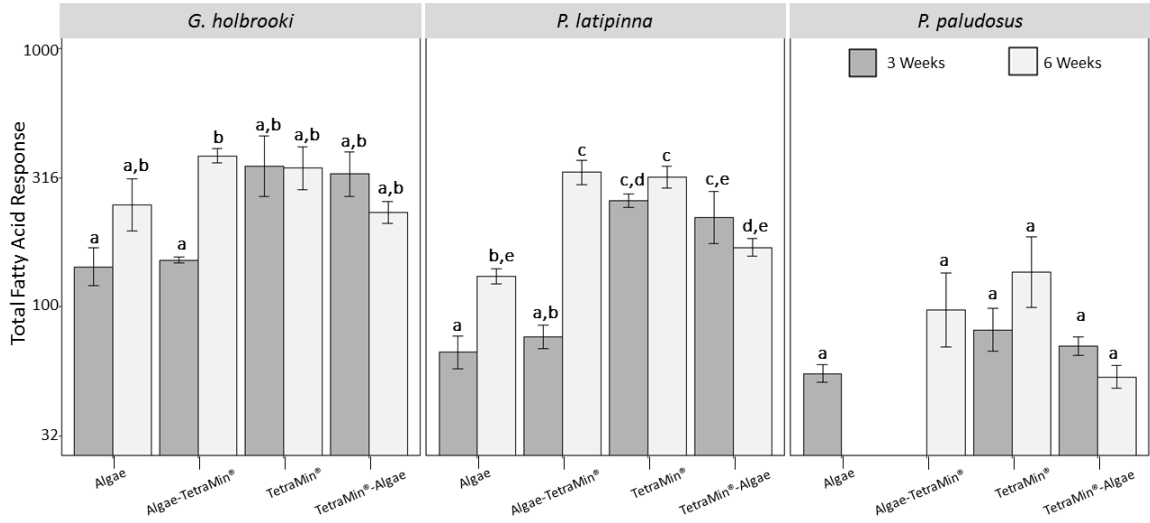 G. holbrooki
P. latipinna
P. paludosus
Total Fatty Acid Response
1000
316
100
32
3 Weeks
6 Weeks
a
a,b
a
b
a,b
a,b
a,b
a,b
a
b,e
a,b
c
c,d
c
c,e
d,e
a
a
a
a
a
a
Algae
Algae-TetraMin®
TetraMin®
TetraMin®-Algae
Algae
Algae-TetraMin®
TetraMin®
TetraMin®-Algae
Algae
Algae-TetraMin®
TetraMin®
TetraMin®-Algae